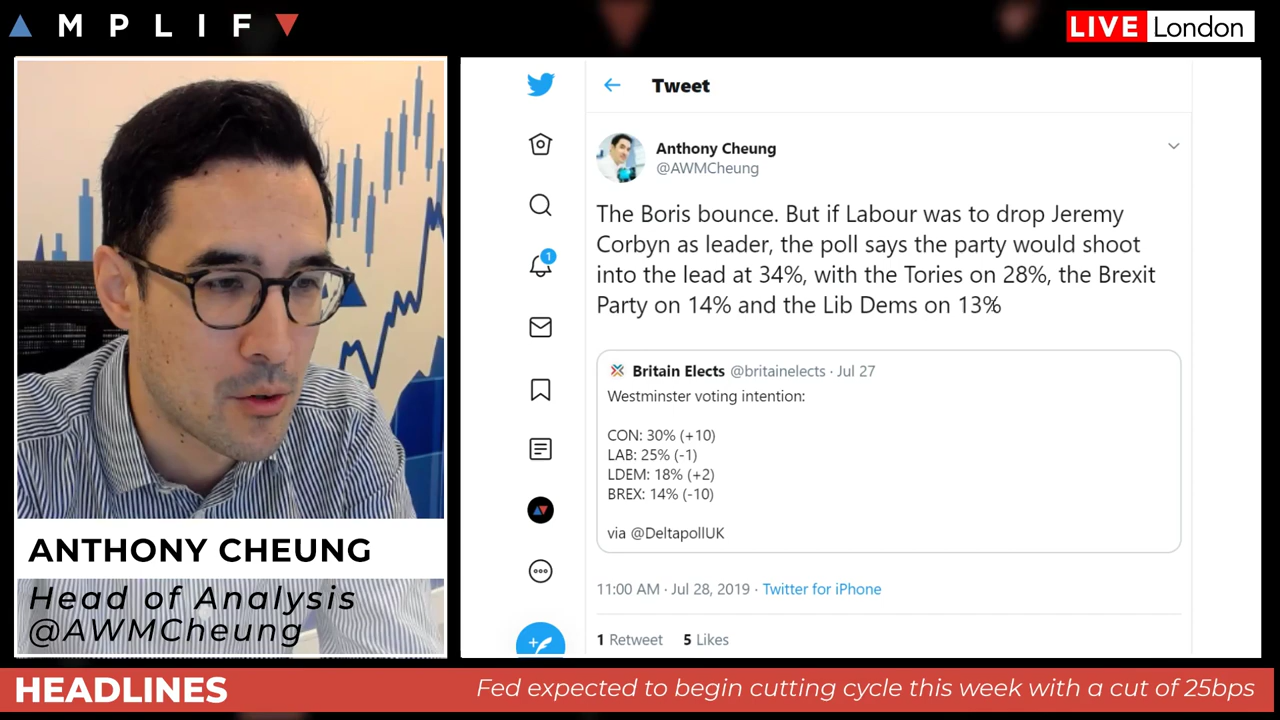 ▲ M P L I F ▼
LIVE London
Tweet
Anthony Cheung
@AWMCheung
The Boris bounce. But if Labour was to drop Jeremy
Corbyn as leader, the poll says the party would shoot
into the lead at 34%, with the Tories on 28%, the Brexit
Party on 14% and the Lib Dems on 13%
1
Britain Elects @britainelects · Jul 27
Westminster voting intention:
CON: 30% (+10)
LAB: 25% (-1)
LDEM: 18% (+2)
BREX: 14% (-10)
via @DeltapollUK
11:00 AM · Jul 28, 2019 · Twitter for iPhone
1 Retweet 5 Likes
ANTHONY CHEUNG
Head of Analysis
@AWMCheung
HEADLINES
Fed expected to begin cutting cycle this week with a cut of 25bps